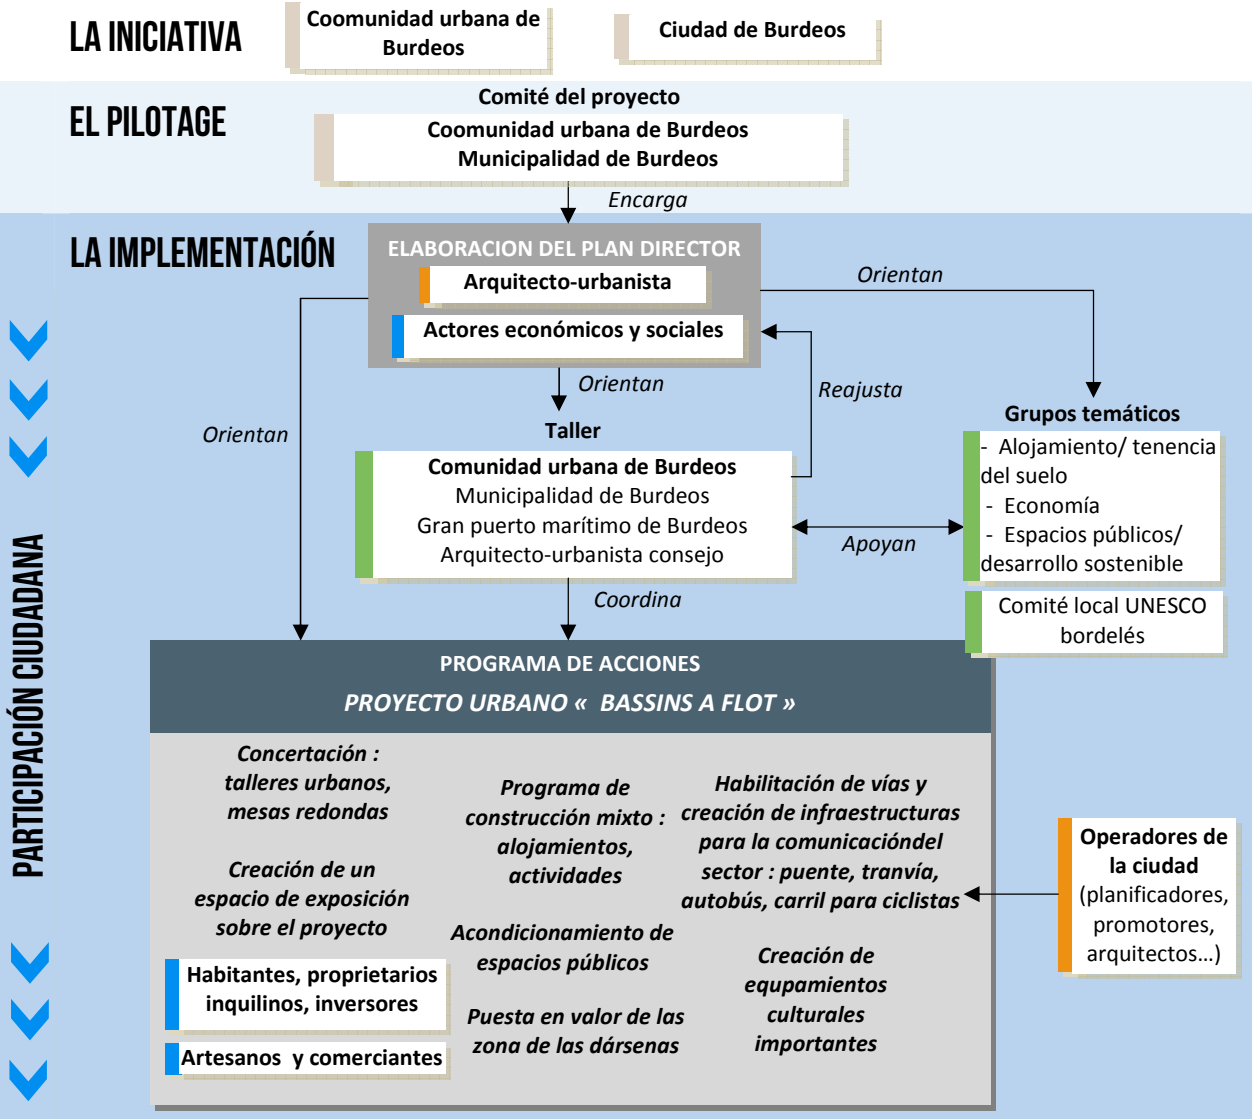 LA INICIATIVA
Coomunidad urbana de
Burdeos
Ciudad de Burdeos
EL PILOTAGE
Comité del proyecto
Coomunidad urbana de Burdeos
Municipalidad de Burdeos
Encarga
LA IMPLEMENTACIÓN
ELABORACION DEL PLAN DIRECTOR
Arquitecto-urbanista
Actores económicos y sociales
Orientan
Orientan
Orientan
Reajusta
Taller
Comunidad urbana de Burdeos
Municipalidad de Burdeos
Gran puerto marítimo de Burdeos
Arquitecto-urbanista consejo
Apoyan
Grupos temáticos
- Alojamiento/ tenencia
del suelo
- Economía
- Espacios públicos/
desarrollo sostenible
Comité local UNESCO
bordelés
Coordina
PARTICIPACIÓN CIUDADANA
PROGRAMA DE ACCIONES
PROYECTO URBANO « BASSINS A FLOT »
Concertación :
talleres urbanos,
mesas redondas
Creación de un
espacio de exposición
sobre el proyecto
Habitantes, proprietarios
inquilinos, inversores
Artesanos y comerciantes
Programa de
construcción mixto :
alojamientos,
actividades
Acondicionamiento de
espacios públicos
Puesta en valor de las
zona de las dársenas
Habilitación de vías y
creación de infraestructuras
para la comunicacióndel
sector : puente, tranvía,
autobús, carril para ciclistas
Creación de
equpamientos
culturales
importantes
Operadores de
la ciudad
(planificadores,
promotores,
arquitectos...)